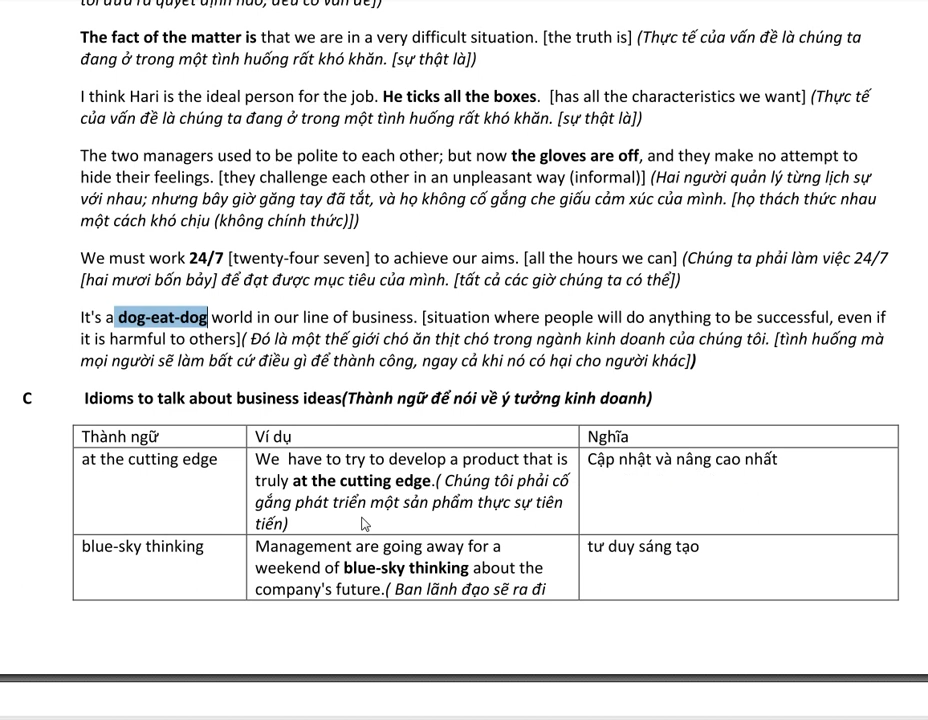 The fact of the matter is that we are in a very difficult situation. [the truth is] (Thực tế của vấn đề là chúng ta
đang ở trong một tình huống rất khó khăn. [sự thật là])
I think Hari is the ideal person for the job. He ticks all the boxes.  [has all the characteristics we want] (Thực tế
của vấn đề là chúng ta đang ở trong một tình huống rất khó khăn. [sự thật là])
The two managers used to be polite to each other; but now the gloves are off, and they make no attempt to
hide their feelings. [they challenge each other in an unpleasant way (informal)] (Hai người quản lý từng lịch sự
với nhau; nhưng bây giờ găng tay đã tắt, và họ không cố gắng che giấu cảm xúc của mình. [họ thách thức nhau
một cách khó chịu (không chính thức)])
We must work 24/7 [twenty-four seven] to achieve our aims. [all the hours we can] (Chúng ta phải làm việc 24/7
[hai mươi bốn bảy] để đạt được mục tiêu của mình. [tất cả các giờ chúng ta có thể])
It's a dog-eat-dog world in our line of business. [situation where people will do anything to be successful, even if
it is harmful to others]( Đó là một thế giới chó ăn thịt chó trong ngành kinh doanh của chúng tôi. [tình huống mà
mọi người sẽ làm bất cứ điều gì để thành công, ngay cả khi nó có hại cho người khác])
C Idioms to talk about business ideas(Thành ngữ để nói về ý tưởng kinh doanh)
Thành ngữ Ví dụ Nghĩa
at the cutting edge We  have to try to develop a product that is Cập nhật và nâng cao nhất
truly at the cutting edge.( Chúng tôi phải cố
gắng phát triển một sản phẩm thực sự tiên
tiến)
blue-sky thinking Management are going away for a tư duy sáng tạo
weekend of blue-sky thinking about the
company's future.( Ban lãnh đạo sẽ ra đi